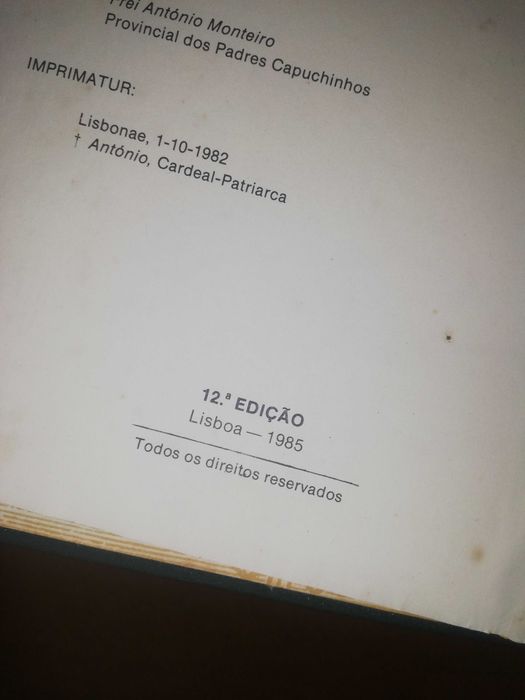 Frei António Monteiro
Provincial dos Padres Capuchinhos
IMPRIMATUR:
Lisbonae, 1-10-1982
† António, Cardeal-Patriarca
12.ª EDIÇÃO
Lisboa — 1985
Todos os direitos reservados